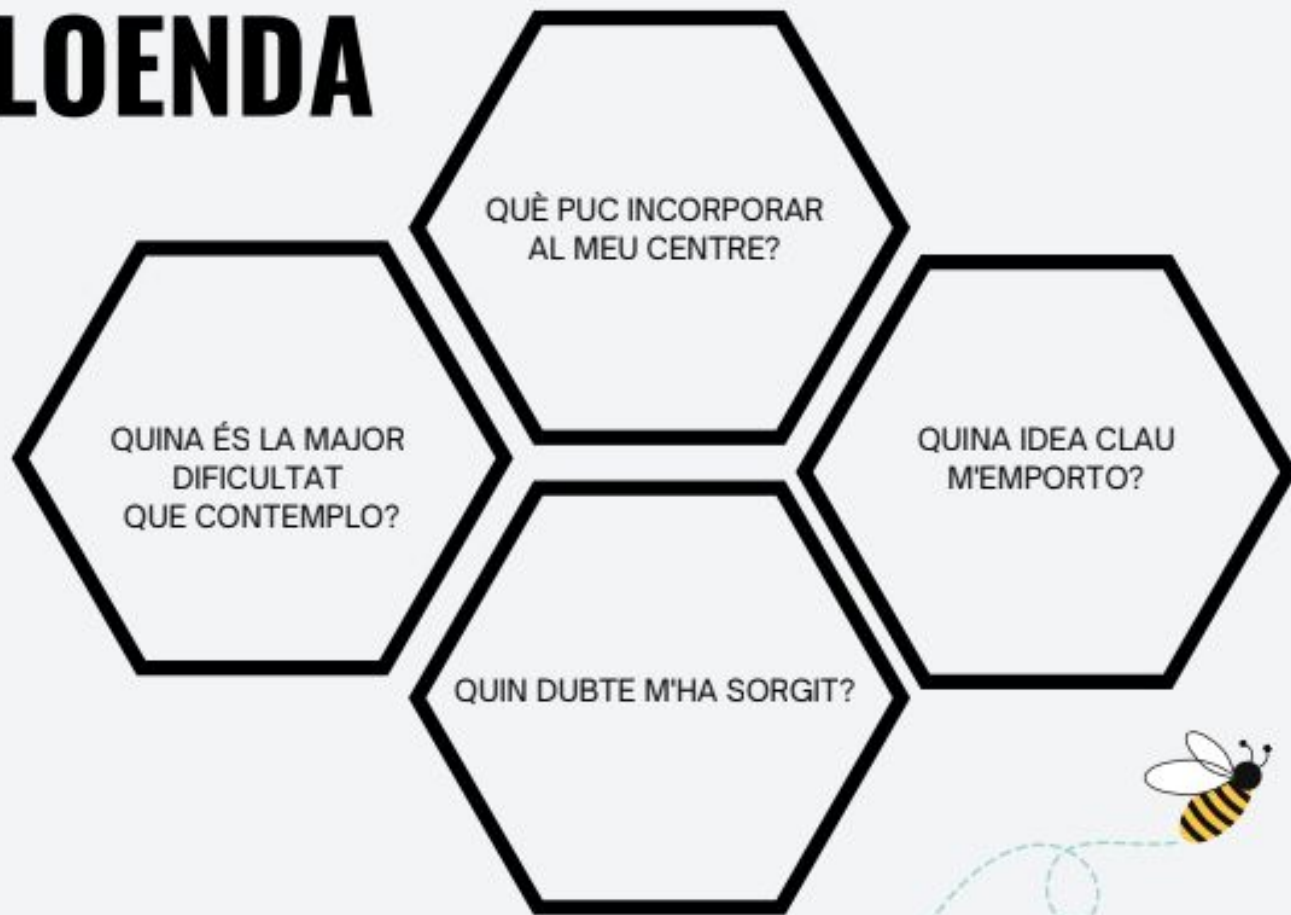 LOENDA
QUÈ PUC INCORPORAR
AL MEU CENTRE?
QUINA ÉS LA MAJOR
DIFICULTAT
QUE CONTEMPLO?
QUINA IDEA CLAU
M'EMPORTO?
QUIN DUBTE M'HA SORGIT?